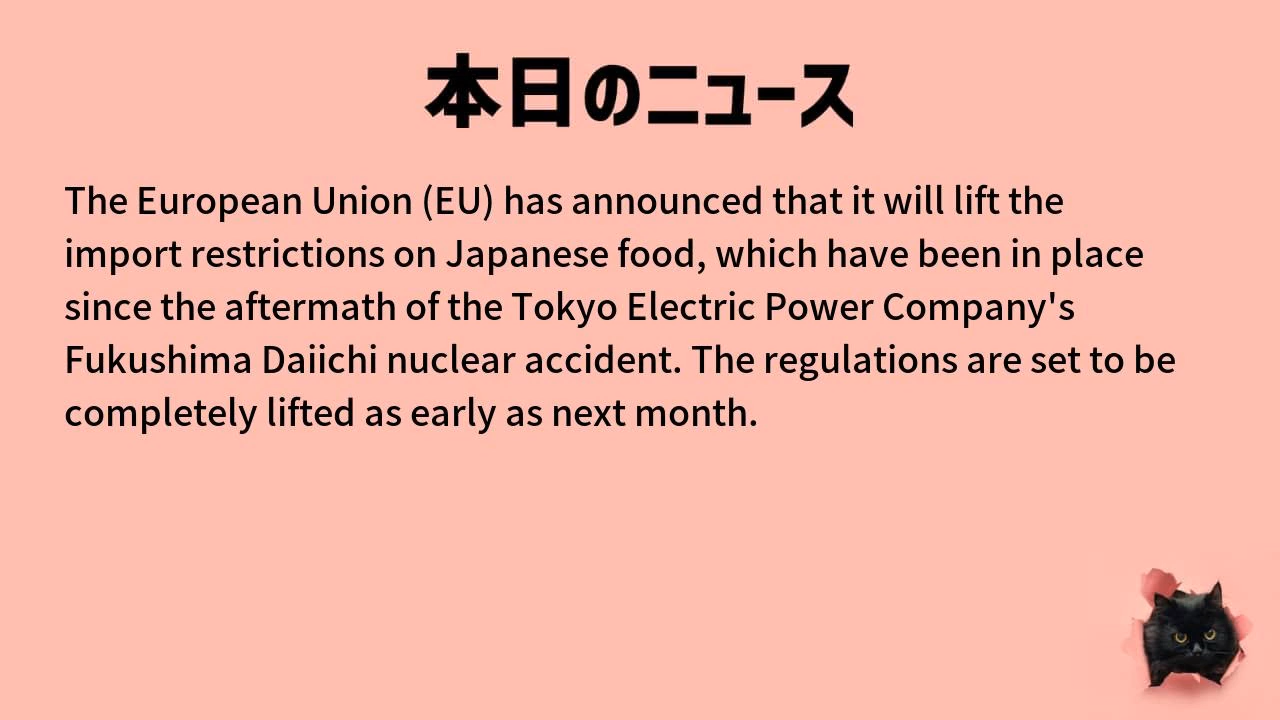 本日のニュース
The European Union (EU) has announced that it will lift the
import restrictions on Japanese food, which have been in place
since the aftermath of the Tokyo Electric Power Company's
Fukushima Daiichi nuclear accident. The regulations are set to be
completely lifted as early as next month.